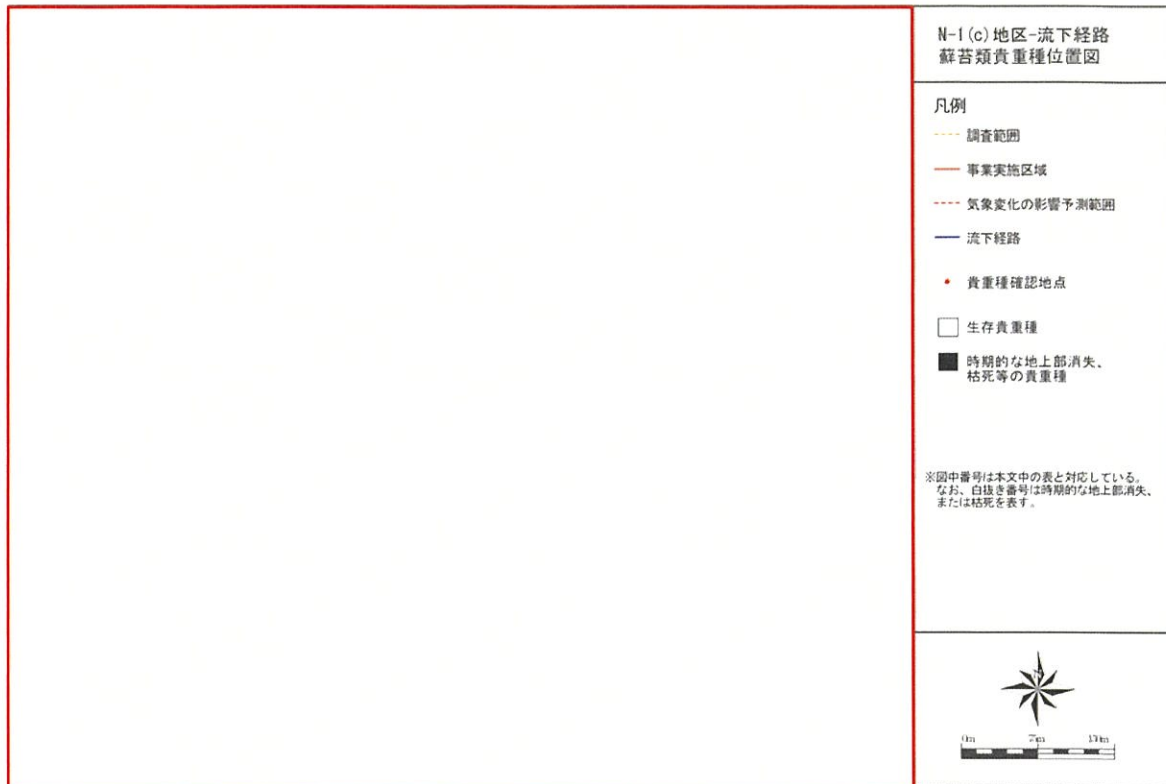 N-1(c)地区-流下経路
蘚苔類貴重種位置図
凡例
調査範囲
事業実施区域
気象変化の影響予測範囲
流下経路
貴重種確認地点
生存貴重種
時期的な地上部消失、
枯死等の貴重種
※図中番号は本文中の表と対応している。
なお、白抜き番号は時期的な地上部消失、
または枯死を表す。
N
0m 75m 150m